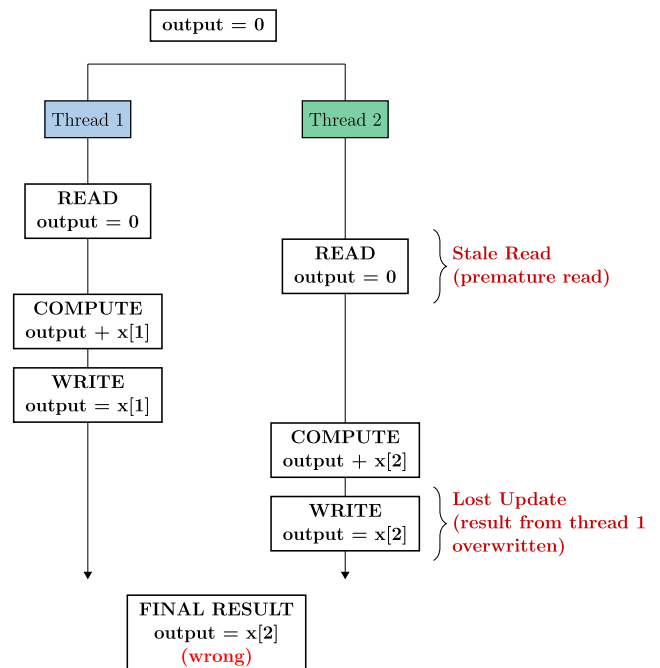 output = 0
Thread 1
Thread 2
READ
output = 0
READ
output = 0
Stale Read
(premature read)
COMPUTE
output + x[1]
WRITE
output = x[1]
COMPUTE
output + x[2]
WRITE
output = x[2]
Lost Update
(result from thread 1
overwritten)
FINAL RESULT
output = x[2]
(wrong)